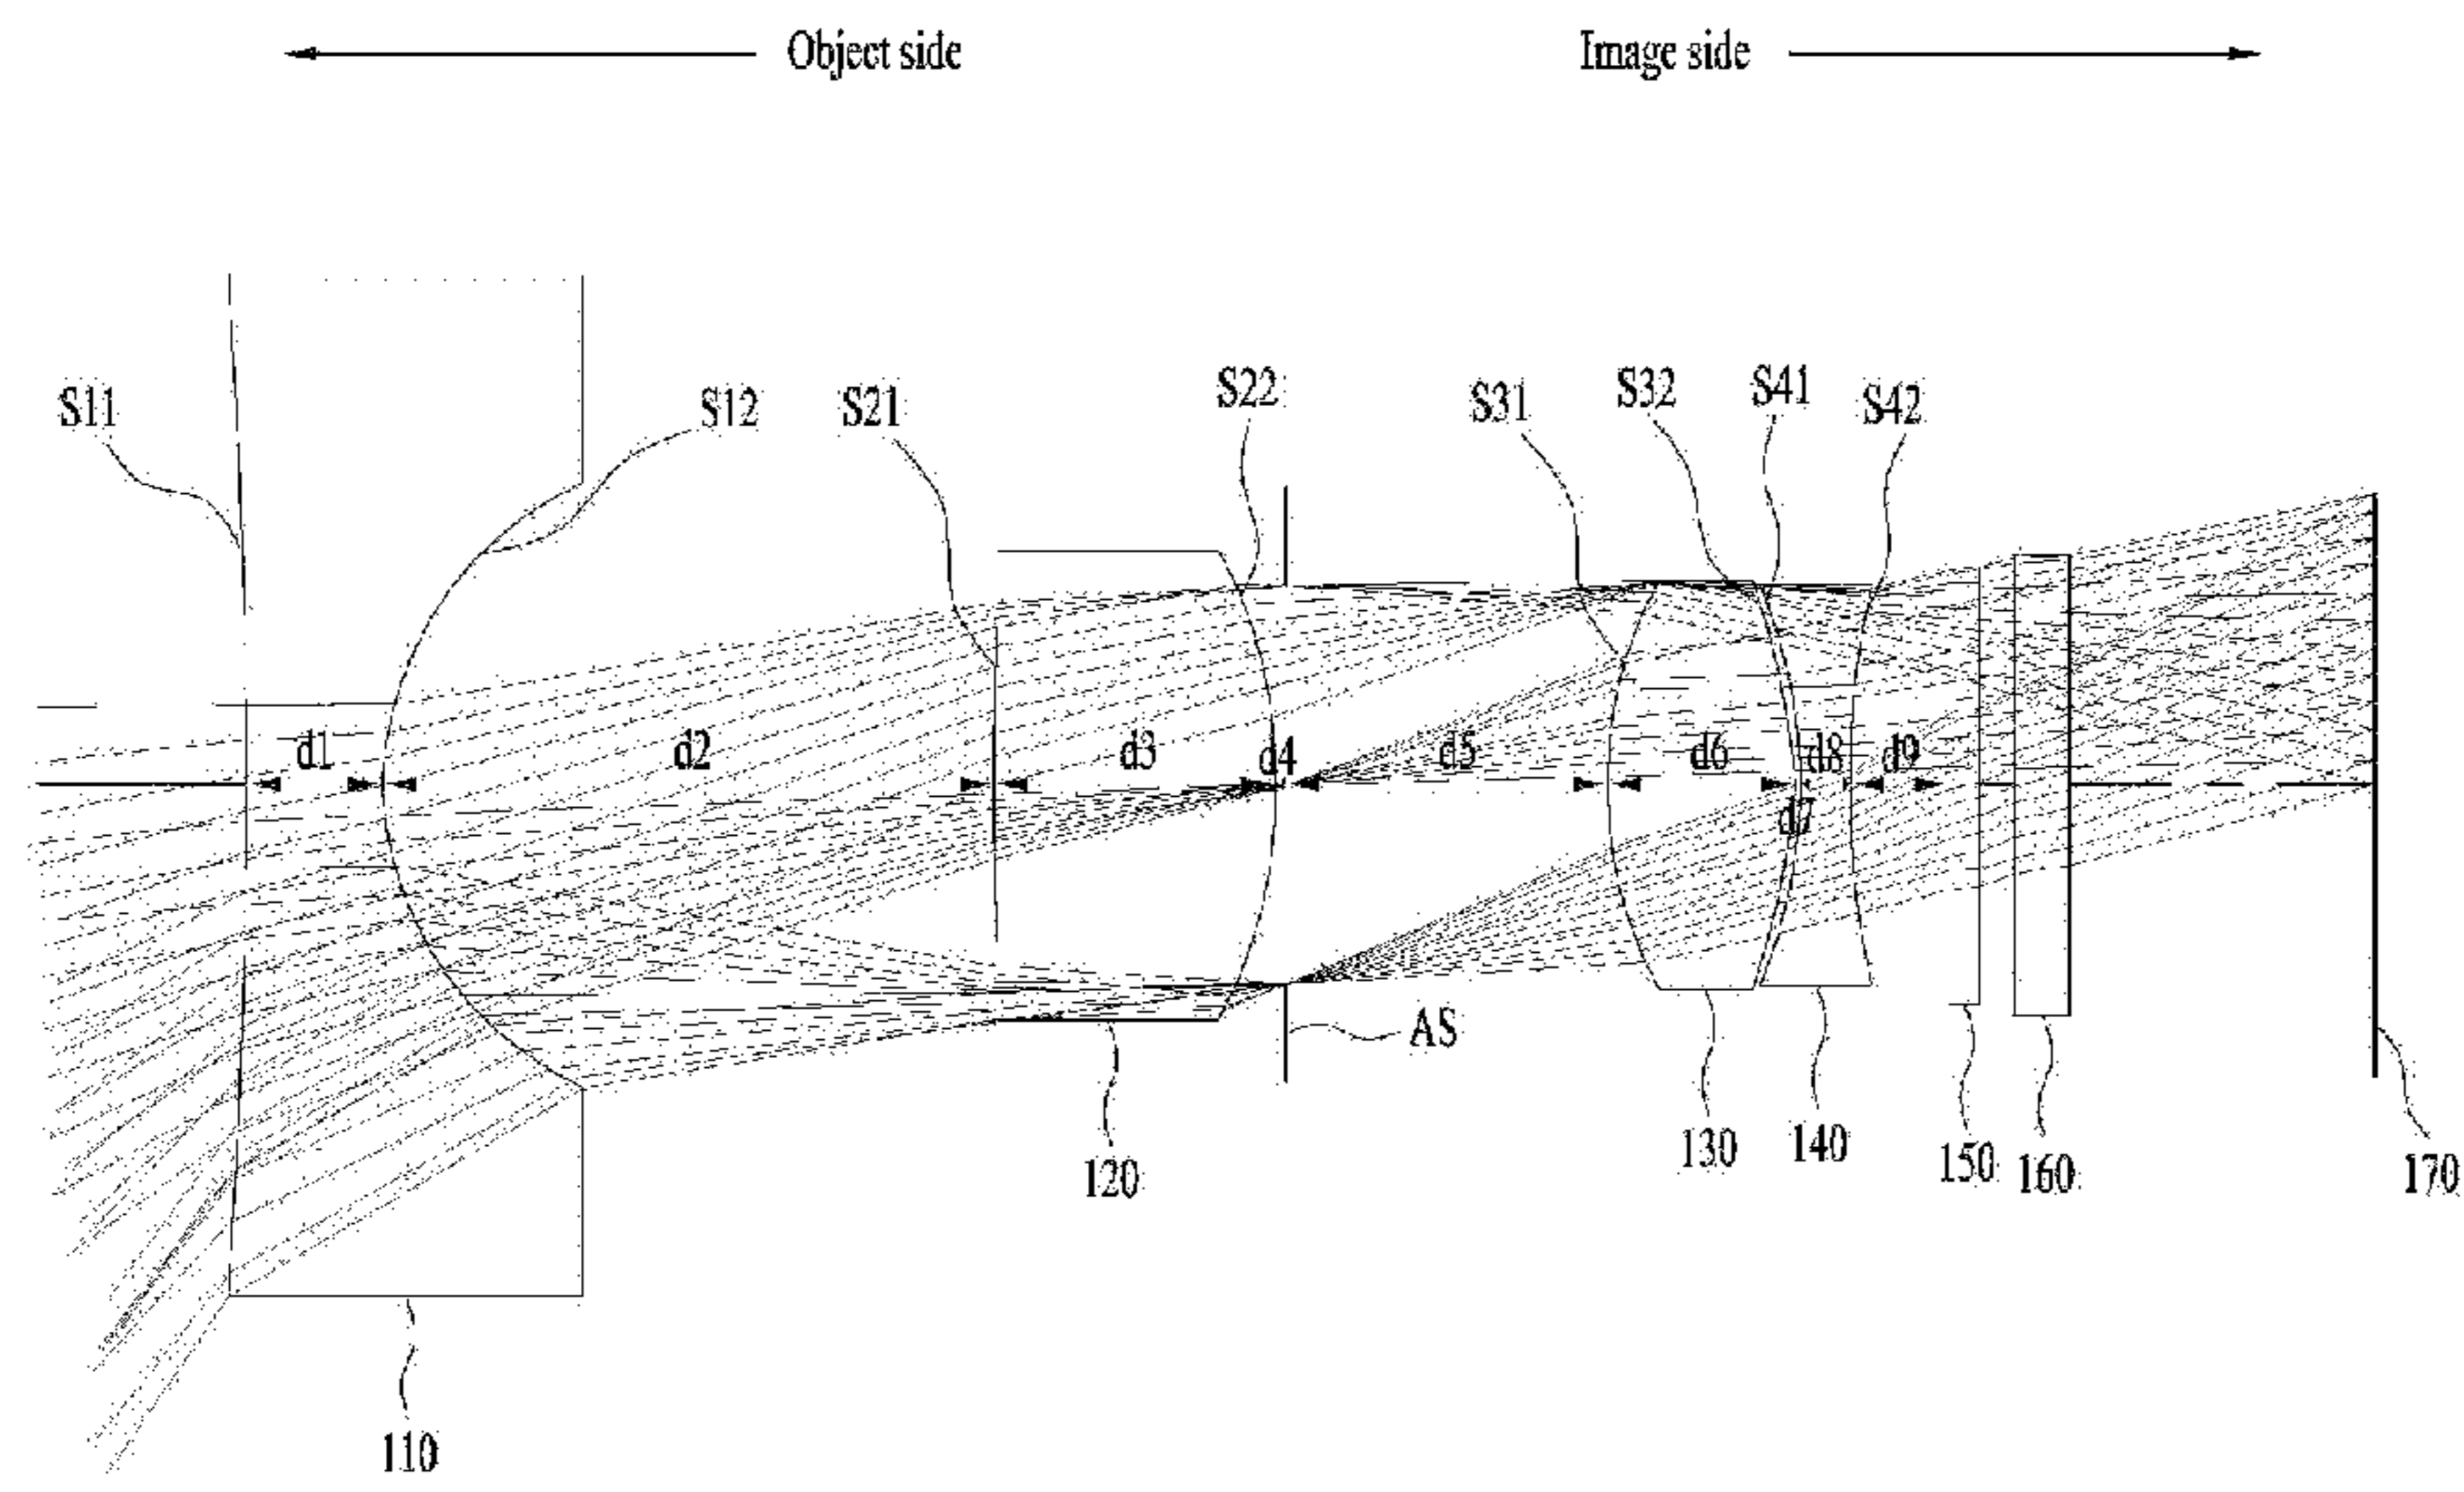 Object side
Image side
S11
S12
S21
S22
S31
S32
S41
S42
d1
d2
d3
d4
d5
d6
d7
d8
d9
AS
110
120
130
140
150
160
170